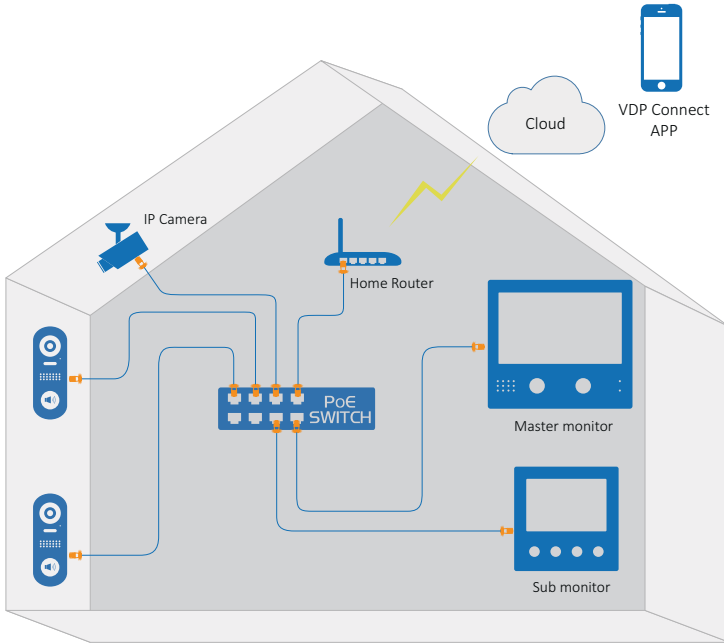 VDP Connect
APP
Cloud
IP Camera
Home Router
PoE
SWITCH
Master monitor
Sub monitor